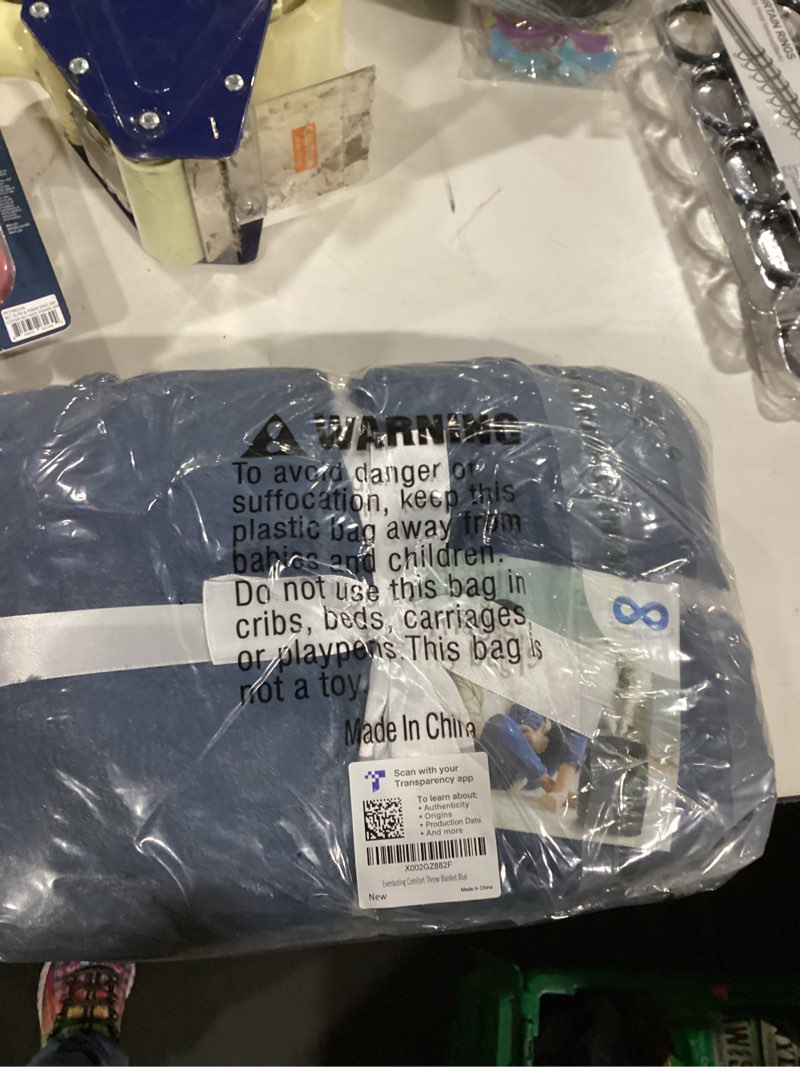 RTAIN RINGS
WARNING
To avoid danger of
suffocation, keep this
plastic bag away from
babies and children.
Do not use this bag in
cribs, beds, carriages,
or playpens. This bag is
not a toy.
Made In China
Scan with your
Transparency app
To learn about:
• Authenticity
• Origins
• Production Date
• And more
X002GZ882F
Everlasting Comfort Throw Blanket Blue
New
Made In China